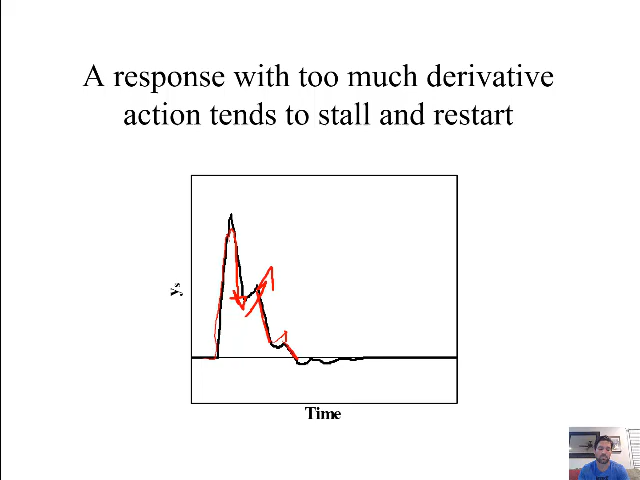 A response with too much derivative
action tends to stall and restart
ys
Time